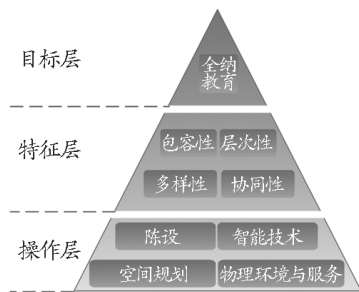 目标层
全纳
教育
特征层
包容性 层次性
多样性 协同性
操作层
陈设 智能技术
空间规划 物理环境与服务